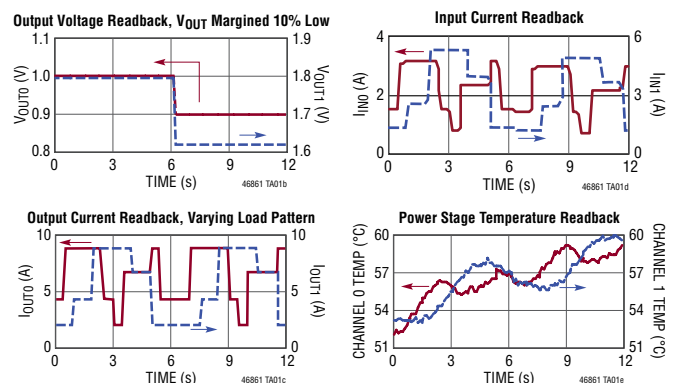 Output Voltage Readback, VOUT Margined 10% Low
1.1
1.0
0.9
0.8
VOUT0 (V)
1.9
1.8
1.7
1.6
VOUT1 (V)
0 3 6 9 12
TIME (s)
46861 TA01b
Input Current Readback
4
2
0
IIN0 (A)
6
5
3
2
0
IIN1 (A)
0 3 6 9 12
TIME (s)
46861 TA01d
Output Current Readback, Varying Load Pattern
10
5
0
IOUT0 (A)
10
5
0
IOUT1 (A)
0 3 6 9 12
TIME (s)
46861 TA01c
Power Stage Temperature Readback
60
57
54
51
CHANNEL 0 TEMP (°C)
60
56
54
51
CHANNEL 1 TEMP (°C)
0 3 6 9 12
TIME (s)
46861 TA01e